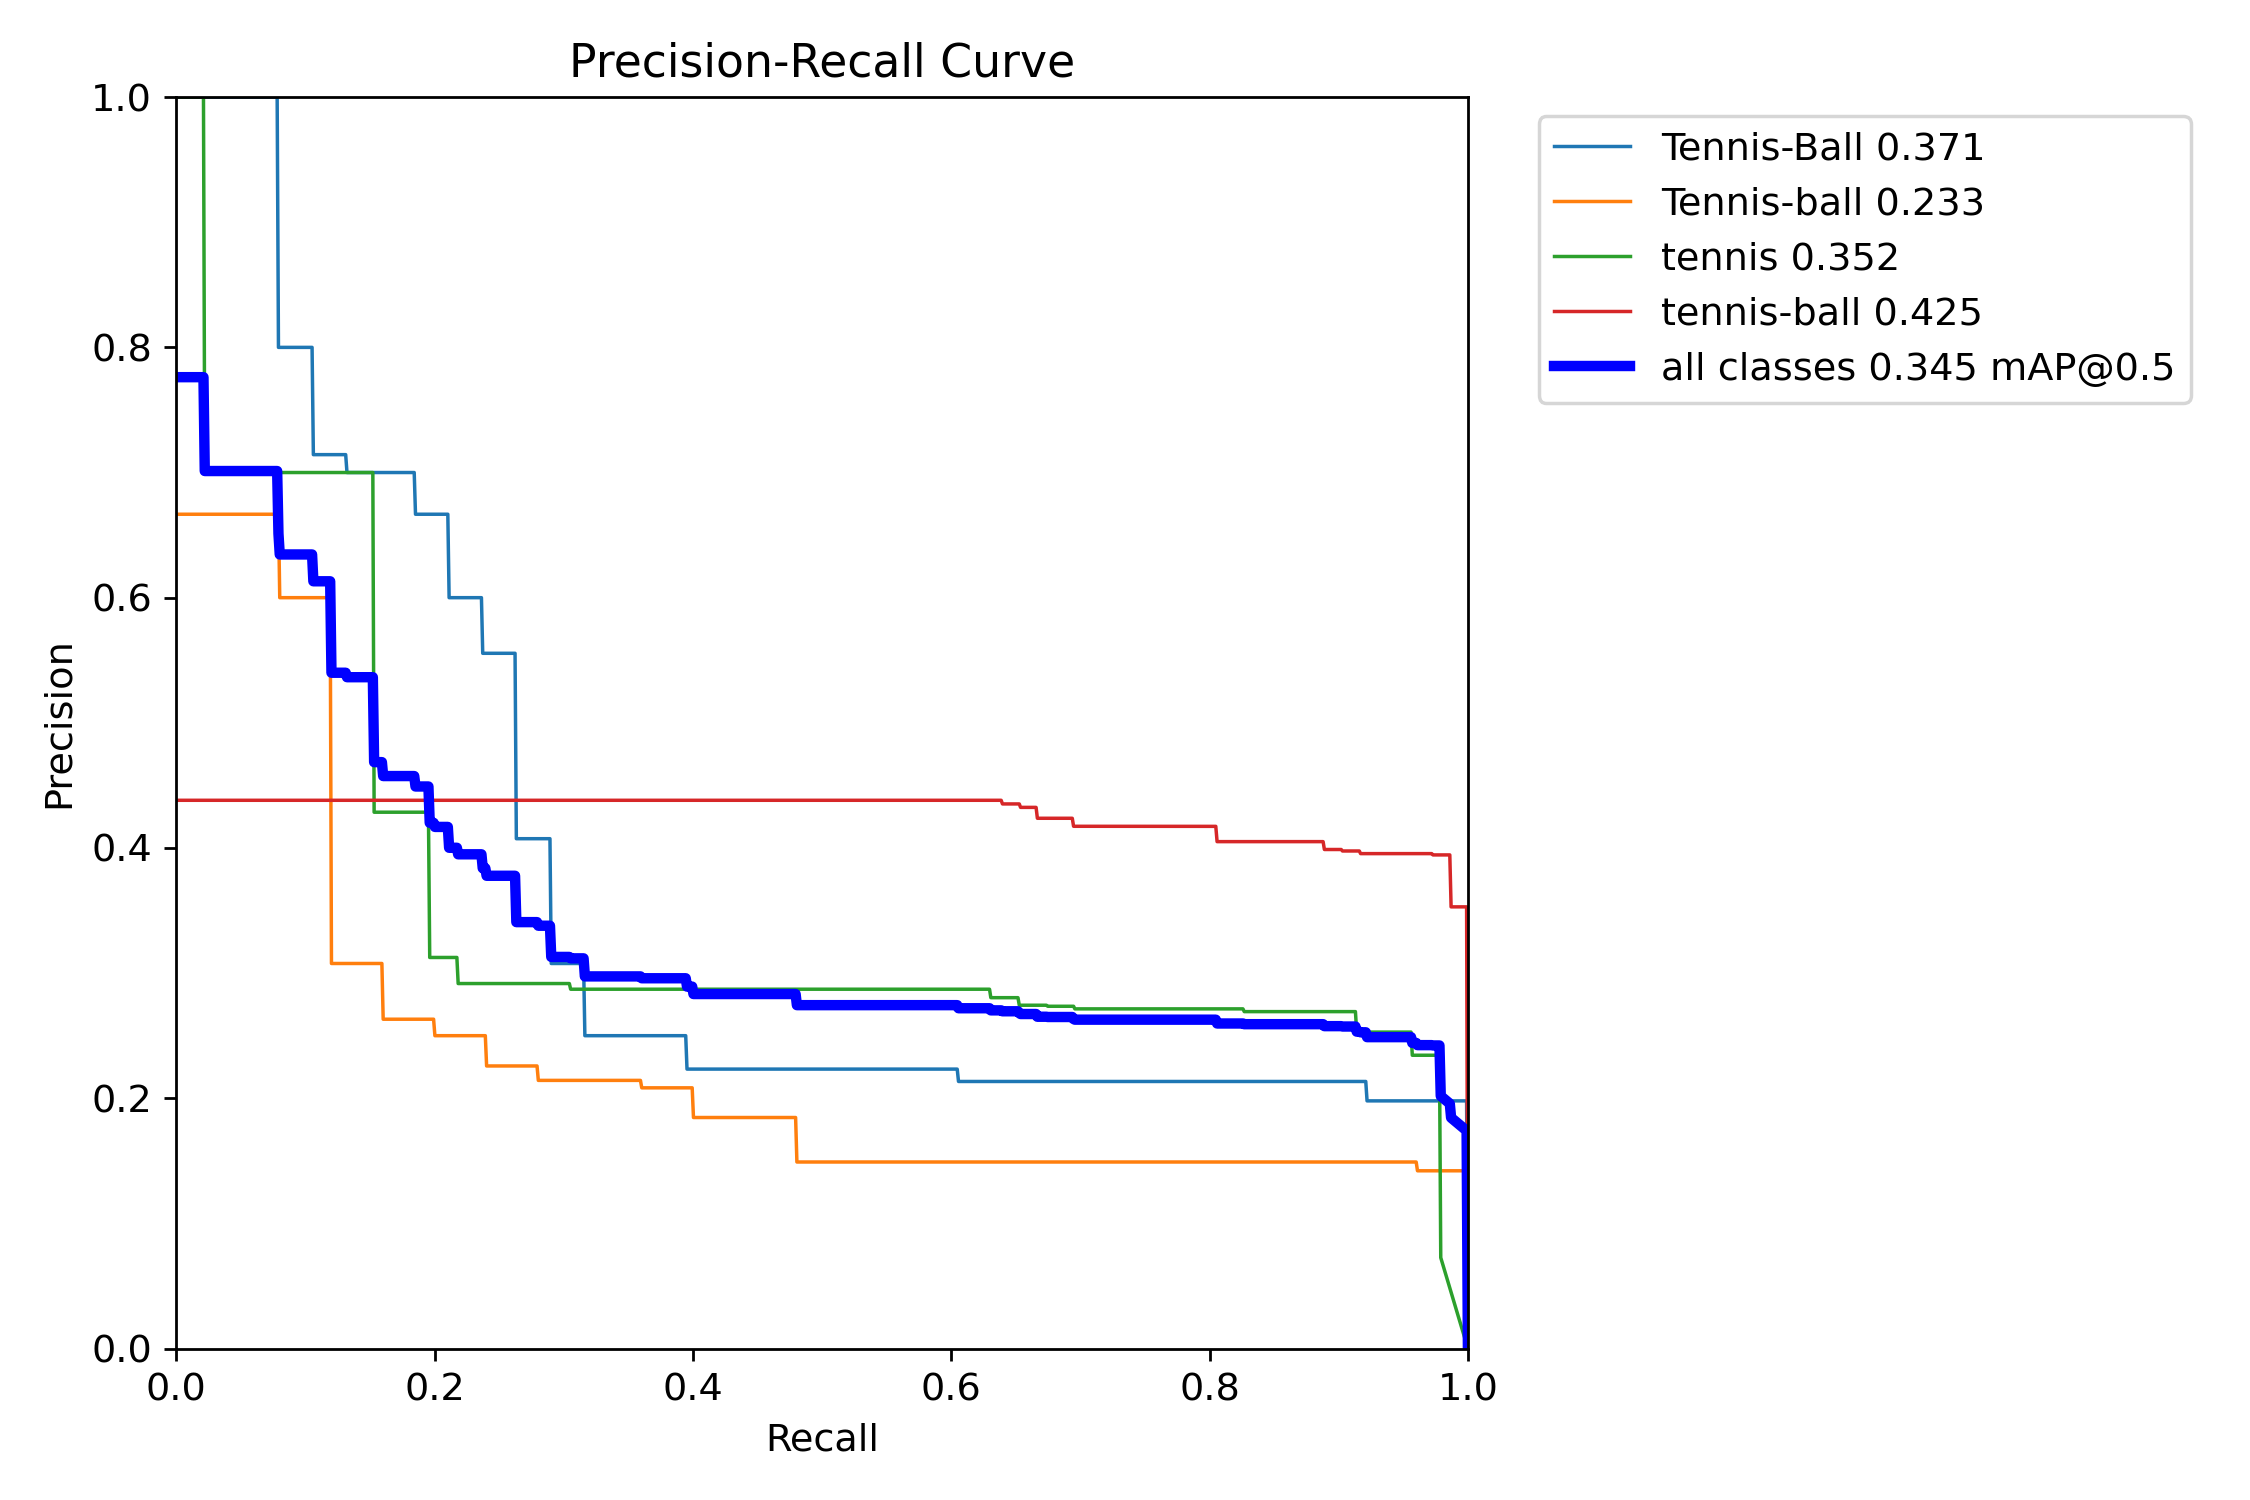 Precision-Recall Curve
1.0
0.8
0.6
0.4
0.2
0.0
Precision
0.0 0.2 0.4 0.6 0.8 1.0
Recall
Tennis-Ball 0.371
Tennis-ball 0.233
tennis 0.352
tennis-ball 0.425
all classes 0.345 mAP@0.5